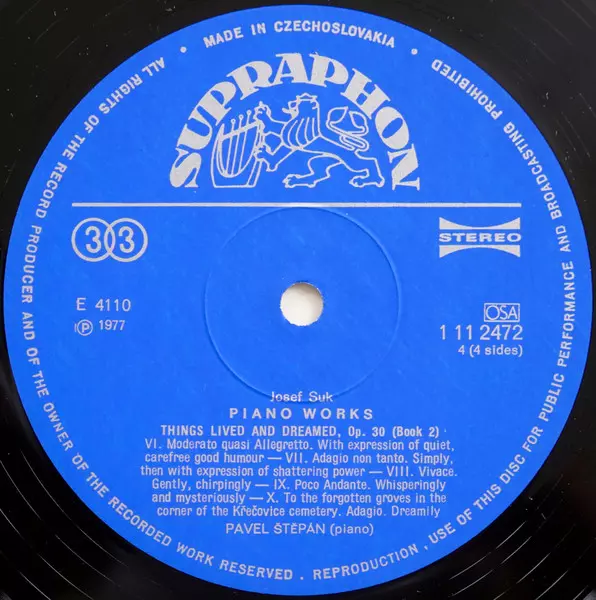 ALL RIGHTS OF THE RECORD PRODUCER AND OF THE OWNER OF THE RECORDED WORK RESERVED . REPRODUCTION , USE OF THIS DISC FOR PUBLIC PERFORMANCE AND BROADCASTING PROHIBITED
• MADE IN CZECHOSLOVAKIA •
SUPRAPHON
33
STEREO
E 4110
Ⓟ 1977
OSA
1 11 2472
4 (4 sides)
Josef Suk
PIANO WORKS
THINGS LIVED AND DREAMED, Op. 30 (Book 2)
VI. Moderato quasi Allegretto. With expression of quiet,
carefree good humour — VII. Adagio non tanto. Simply,
then with expression of shattering power — VIII. Vivace.
Gently, chirpingly — IX. Poco Andante. Whisperingly
and mysteriously — X. To the forgotten groves in the
corner of the Křečovice cemetery. Adagio. Dreamily
PAVEL ŠTĚPÁN (piano)